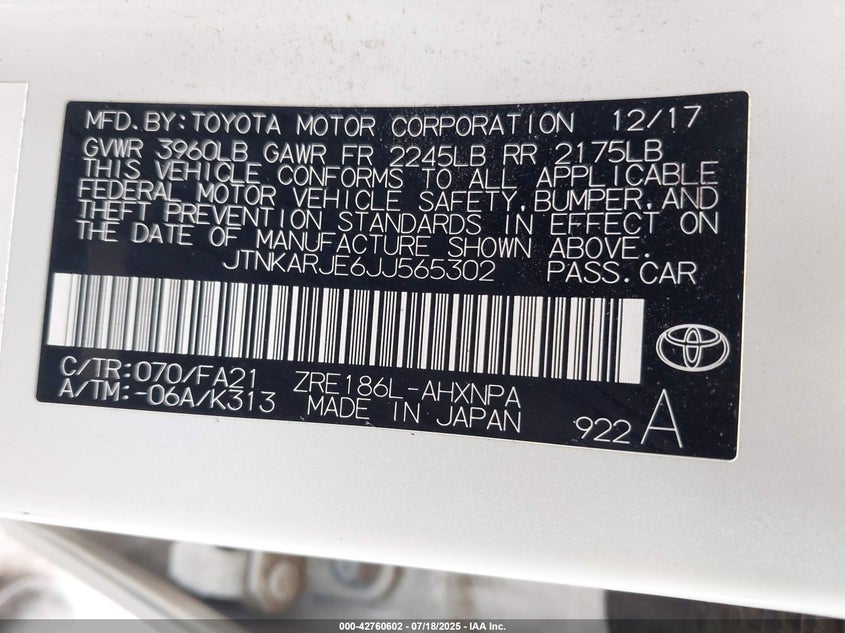 MFD.BY:TOYOTA MOTOR CORPORATION 12/17
GVWR 3960LB GAWR FR 2245LB RR 2175LB
THIS VEHICLE CONFORMS TO ALL APPLICABLE
FEDERAL MOTOR VEHICLE SAFETY,BUMPER,AND
THEFT PREVENTION STANDARDS IN EFFECT ON
THE DATE OF MANUFACTURE SHOWN ABOVE.
JTNKARJE6JJ565302 PASS.CAR
C/TR:070/FA21 ZRE186L-AHXNPA
A/TM:-06A/K313 MADE IN JAPAN 922 A
000-42760602 - 07/18/2025 - IAA Inc.